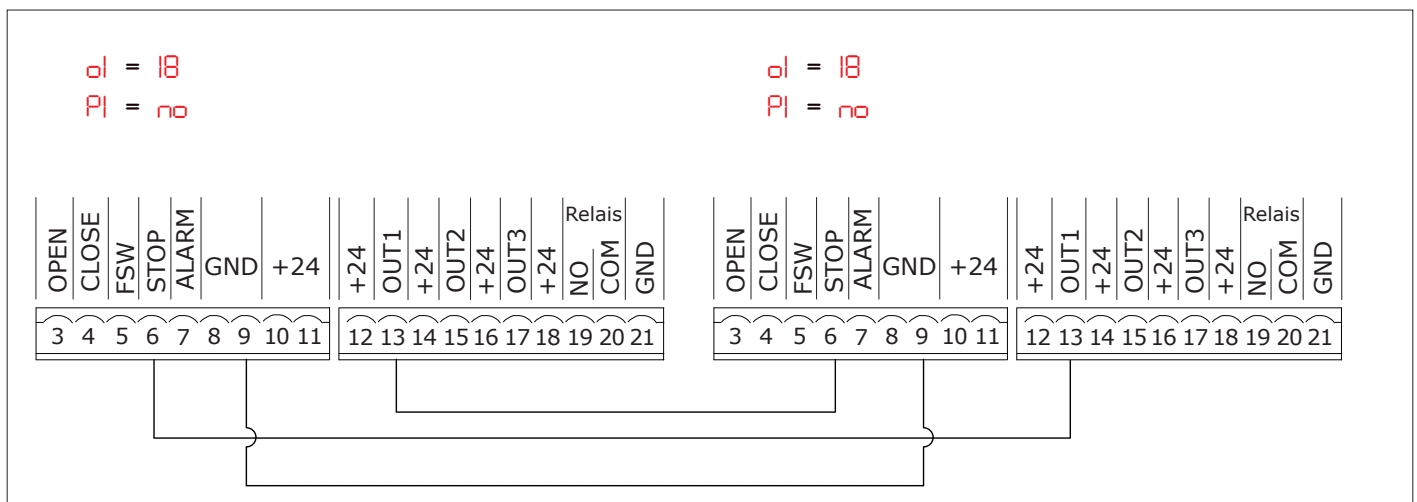 o1 = 18
P1 = no
OPEN CLOSE FSW STOP ALARM GND +24
3 4 5 6 7 8 9 10 11
+24 OUT1 +24 OUT2 +24 OUT3 +24 Relais NO COM GND
12 13 14 15 16 17 18 19 20 21
o1 = 18
P1 = no
OPEN CLOSE FSW STOP ALARM GND +24
3 4 5 6 7 8 9 10 11
+24 OUT1 +24 OUT2 +24 OUT3 +24 Relais NO COM GND
12 13 14 15 16 17 18 19 20 21